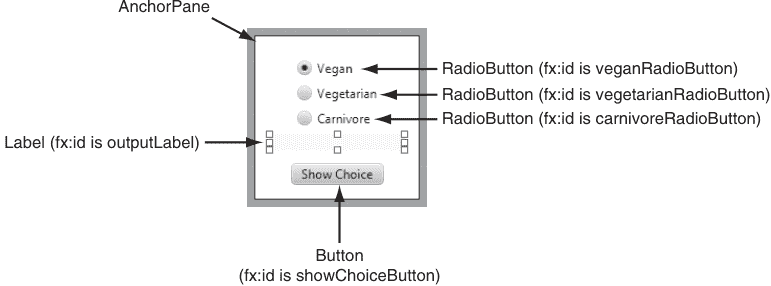 AnchorPane
Vegan
RadioButton (fx:id is veganRadioButton)
Vegetarian
RadioButton (fx:id is vegetarianRadioButton)
Carnivore
RadioButton (fx:id is carnivoreRadioButton)
Label (fx:id is outputLabel)
Show Choice
Button
(fx:id is showChoiceButton)